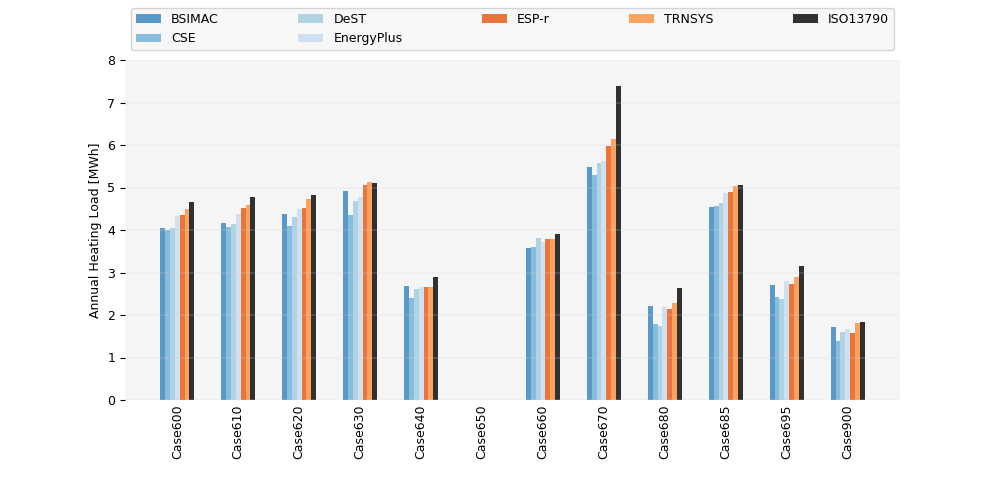 BSIMAC DeST ESP-r TRNSYS ISO13790
CSE EnergyPlus
Annual Heating Load [MWh]
8
7
6
5
4
3
2
1
0
Case600 Case610 Case620 Case630 Case640 Case650 Case660 Case670 Case680 Case685 Case695 Case900